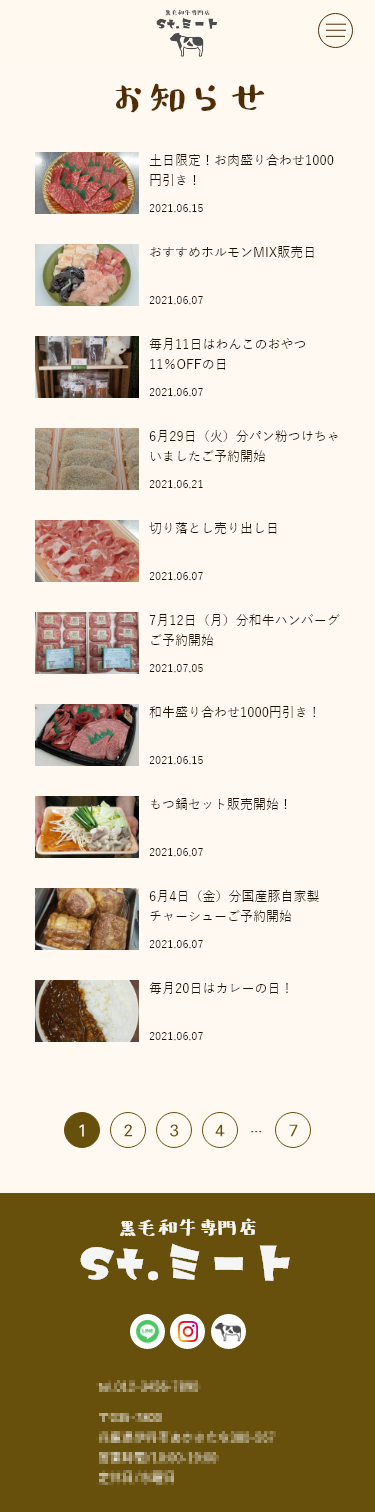 黒毛和牛専門店
St.ミート
お知らせ
土日限定！お肉盛り合わせ1000
円引き！
2021.06.15
おすすめホルモンMIX販売日
2021.06.07
毎月11日はわんこのおやつ
11%OFFの日
2021.06.07
6月29日（火）分パン粉つけちゃ
いましたご予約開始
2021.06.21
切り落とし売り出し日
2021.06.07
7月12日（月）分和牛ハンバーグ
ご予約開始
2021.07.05
和牛盛り合わせ1000円引き！
2021.06.15
もつ鍋セット販売開始！
2021.06.07
6月4日（金）分国産豚自家製
チャーシューご予約開始
2021.06.07
毎月20日はカレーの日！
2021.06.07
1 2 3 4 … 7
黒毛和牛専門店
St.ミート
LINE